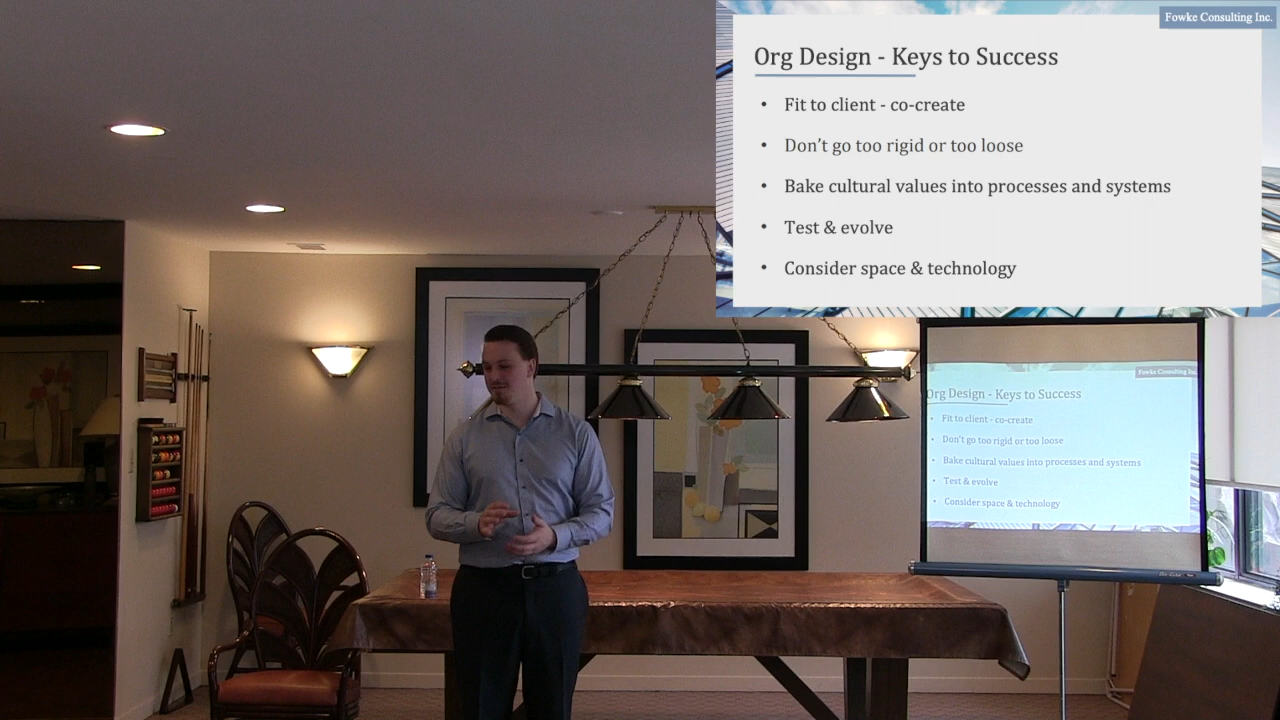 Fowke Consulting Inc.
Org Design - Keys to Success
• Fit to client - co-create
• Don't go too rigid or too loose
• Bake cultural values into processes and systems
• Test & evolve
• Consider space & technology
Fowke Consulting Inc.
Org Design - Keys to Success
• Fit to client - co-create
• Don't go too rigid or too loose
• Bake cultural values into processes and systems
• Test & evolve
• Consider space & technology